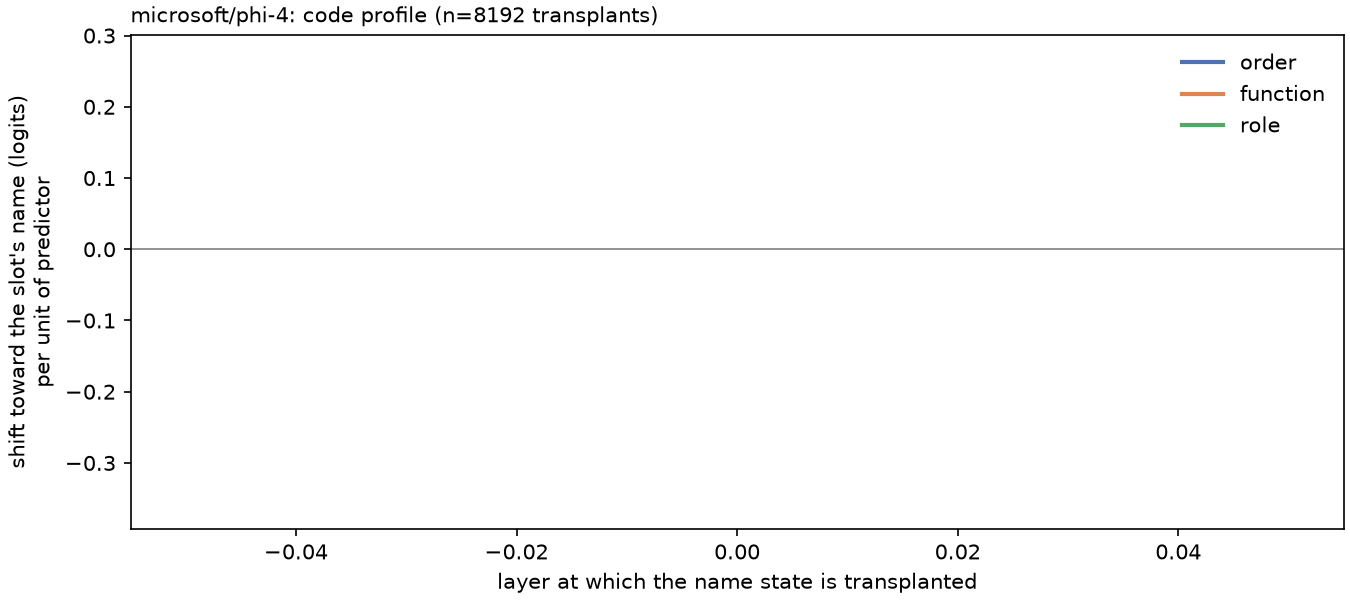 microsoft/phi-4: code profile (n=8192 transplants)
shift toward the slot's name (logits)
per unit of predictor
0.3
0.2
0.1
0.0
−0.1
−0.2
−0.3
order
function
role
−0.04
−0.02
0.00
0.02
0.04
layer at which the name state is transplanted